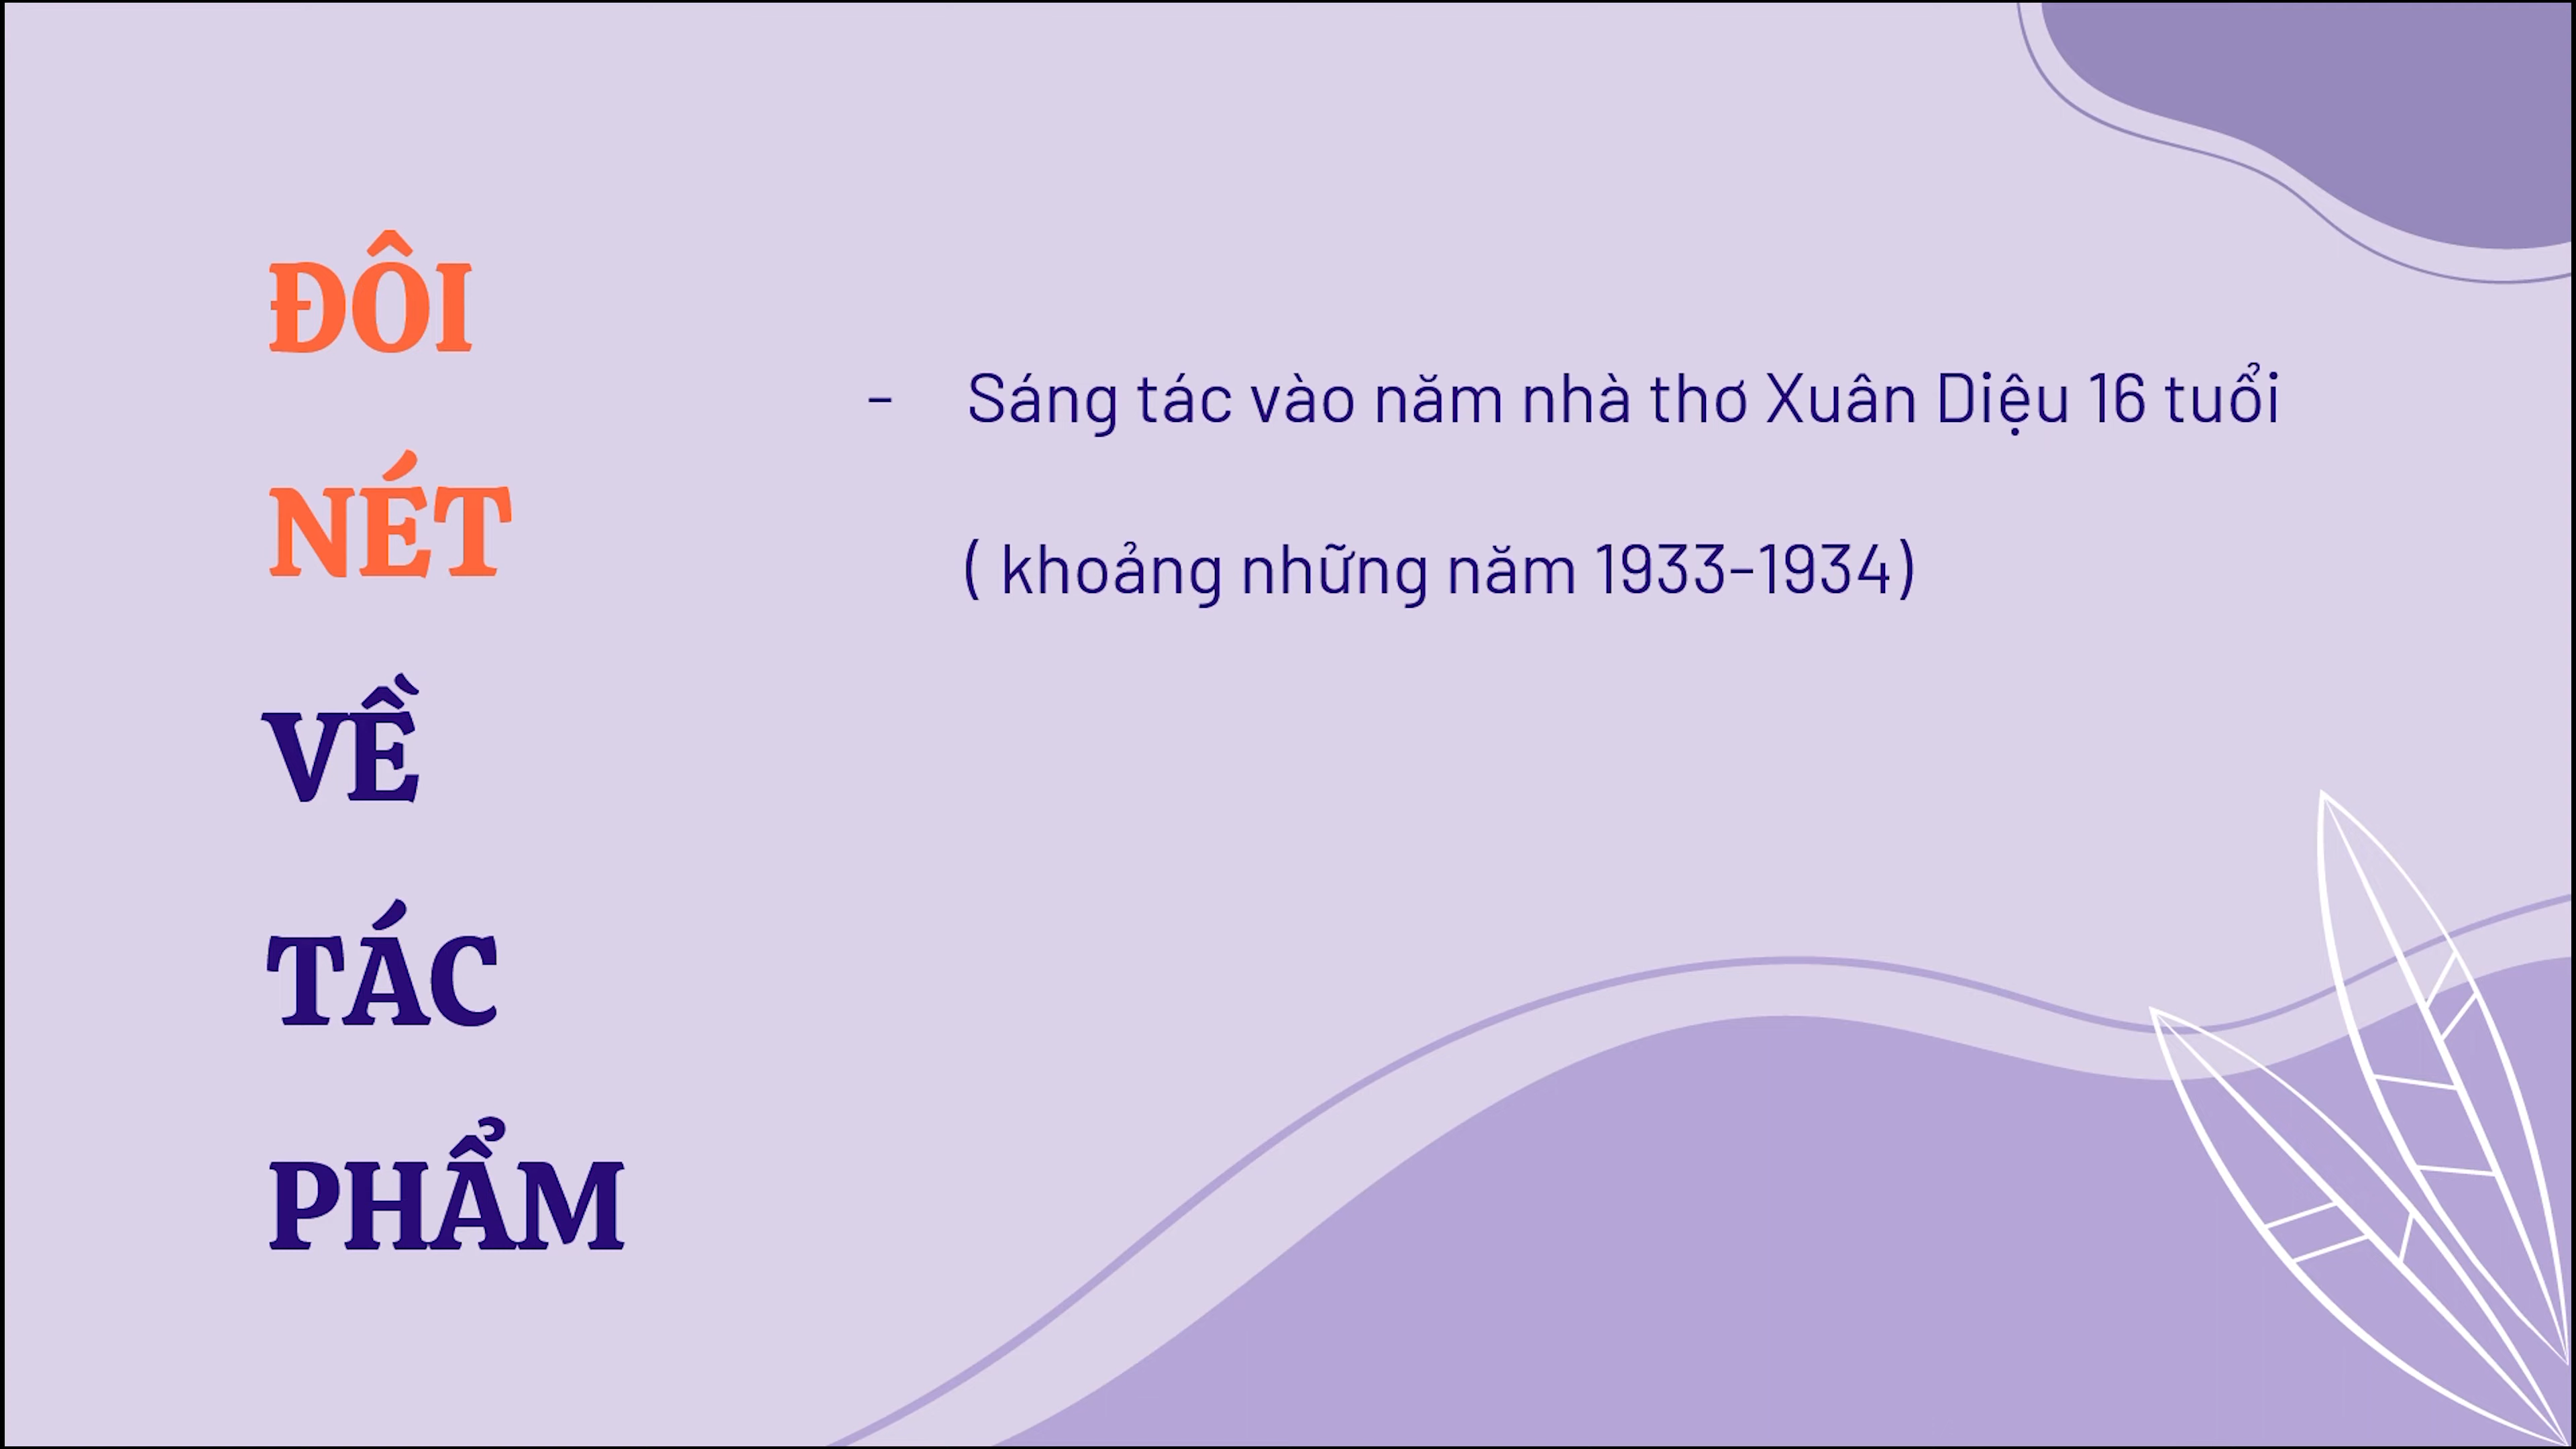 ĐÔI
NÉT
VỀ
TÁC
PHẨM
- Sáng tác vào năm nhà thơ Xuân Diệu 16 tuổi
( khoảng những năm 1933-1934)